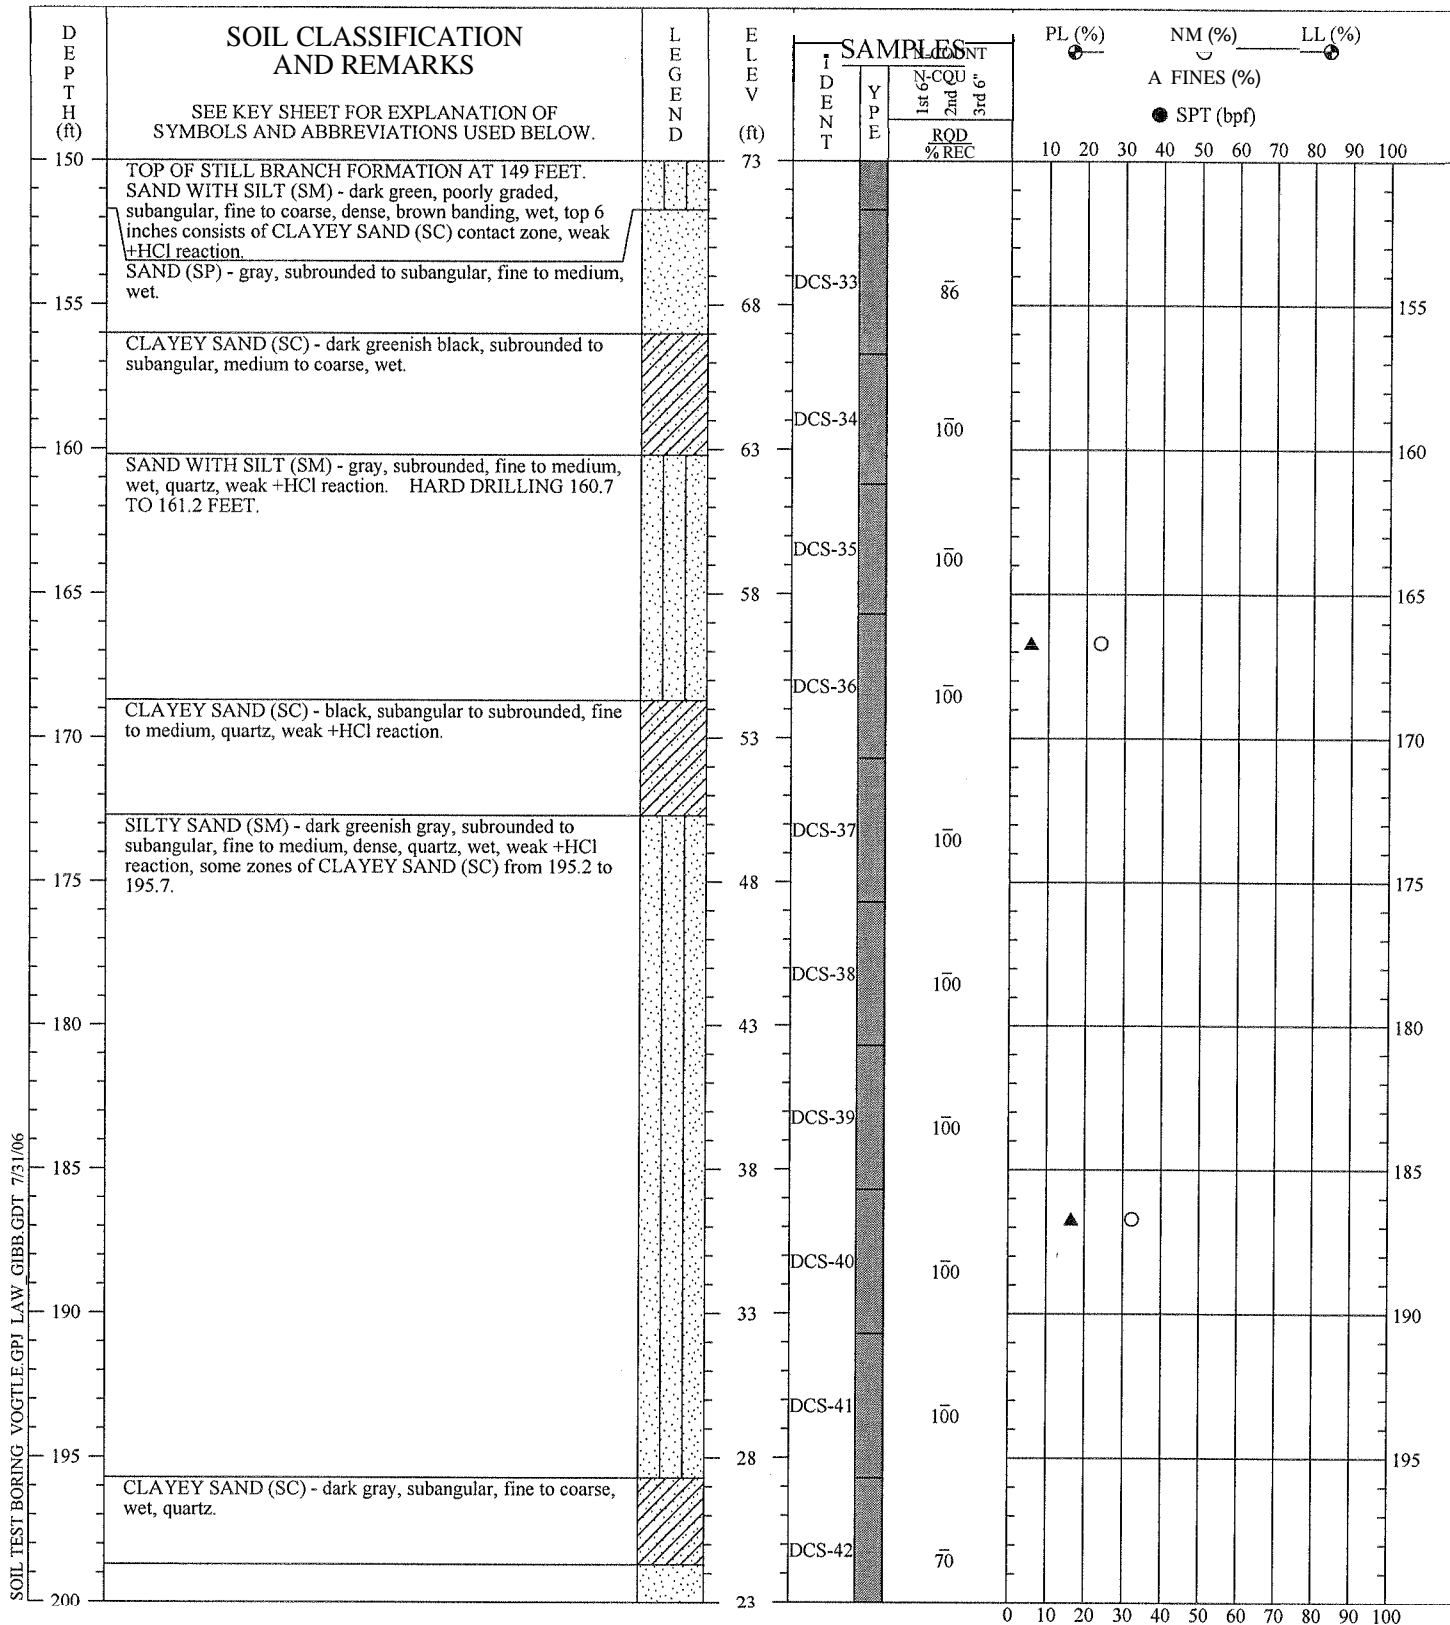 DEPTH
(ft)
SOIL CLASSIFICATION
AND REMARKS
SEE KEY SHEET FOR EXPLANATION OF
SYMBOLS AND ABBREVIATIONS USED BELOW.
LEGEND
ELEV
(ft)
SAMPLES
IDENT
YPE
N-COUNT
N-COU
1st 6"
2nd 6"
3rd 6"
RQD
% REC
PL (%) NM (%) LL (%)
A FINES (%)
SPT (bpf)
10 20 30 40 50 60 70 80 90 100
150
TOP OF STILL BRANCH FORMATION AT 149 FEET.
SAND WITH SILT (SM) - dark green, poorly graded,
subangular, fine to coarse, dense, brown banding, wet, top 6
inches consists of CLAYEY SAND (SC) contact zone, weak
+HCl reaction.
73
SAND (SP) - gray, subrounded to subangular, fine to medium,
wet.
DCS-33
86
155 68 155
CLAYEY SAND (SC) - dark greenish black, subrounded to
subangular, medium to coarse, wet.
DCS-34
100
160 63 160
SAND WITH SILT (SM) - gray, subrounded, fine to medium,
wet, quartz, weak +HCl reaction. HARD DRILLING 160.7
TO 161.2 FEET.
DCS-35
100
165 58 165
DCS-36
100
CLAYEY SAND (SC) - black, subangular to subrounded, fine
to medium, quartz, weak +HCl reaction.
170 53 170
SILTY SAND (SM) - dark greenish gray, subrounded to
subangular, fine to medium, dense, quartz, wet, weak +HCl
reaction, some zones of CLAYEY SAND (SC) from 195.2 to
195.7.
DCS-37
100
175 48 175
DCS-38
100
180 43 180
DCS-39
100
185 38 185
DCS-40
100
190 33 190
DCS-41
100
195 28 195
CLAYEY SAND (SC) - dark gray, subangular, fine to coarse,
wet, quartz.
DCS-42
70
200 23
0 10 20 30 40 50 60 70 80 90 100
SOIL TEST BORING VOGTLE.GPJ LAW_GIBB.GDT 7/31/06